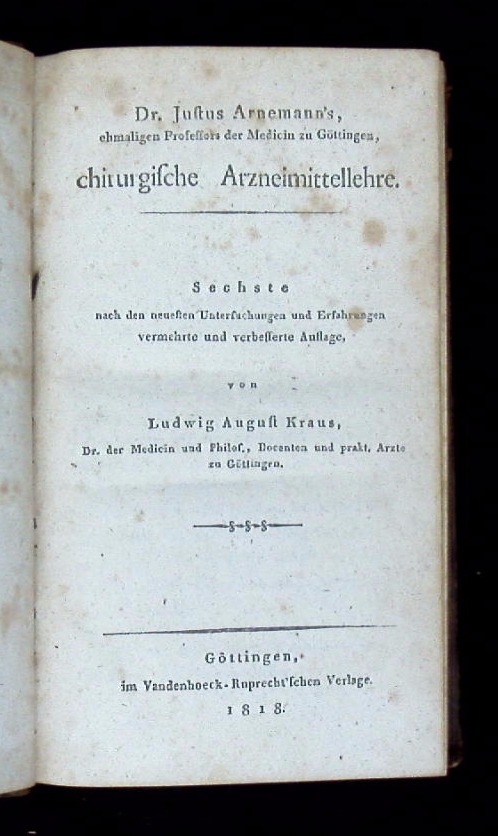 Dr. Juſtus Arnemann's,
ehmaligen Profeſſors der Medicin zu Göttingen,
chirurgiſche Arzneimittellehre.
Sechste
nach den neueſten Unterſuchungen und Erfahrungen
vermehrte und verbeſſerte Auflage,
von
Ludwig Auguſt Kraus,
Dr. der Medicin und Philoſ., Docenten und prakt. Arzte
zu Göttingen.
§-§-§
Göttingen,
im Vandenhoeck-Ruprecht'ſchen Verlage.
1818.